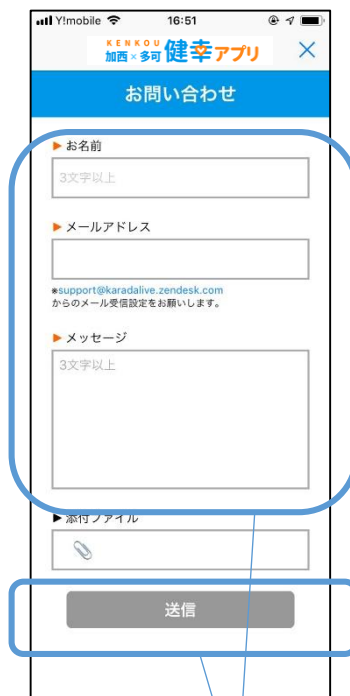 Y!mobile 16:51
KENKOU
加西×多可 健幸アプリ
お問い合わせ
▶お名前
3文字以上
▶メールアドレス
※support@karadalive.zendesk.com
からのメール受信設定をお願いします。
▶メッセージ
3文字以上
▶添付ファイル
送信